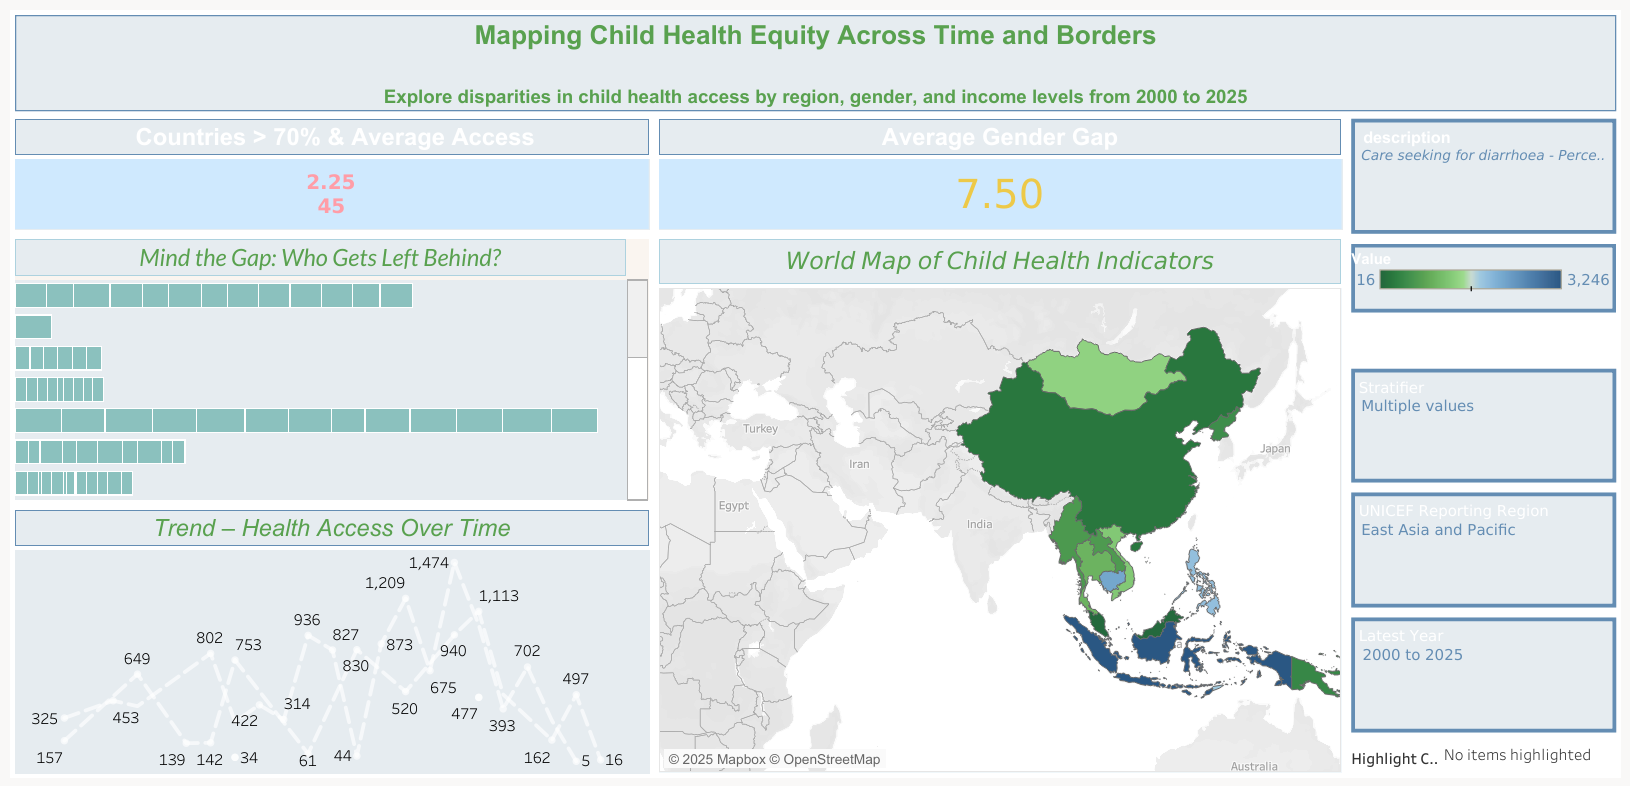 Mapping Child Health Equity Across Time and Borders
Explore disparities in child health access by region, gender, and income levels from 2000 to 2025
Countries > 70% & Average Access
2.25
45
Average Gender Gap
7.50
description
Care seeking for diarrhoea - Perce..
Value
16
3,246
Stratifier
Multiple values
UNICEF Reporting Region
East Asia and Pacific
Latest Year
2000 to 2025
Highlight C..
No items highlighted
Mind the Gap: Who Gets Left Behind?
World Map of Child Health Indicators
Turkey
Iran
Egypt
India
Japan
Australia
© 2025 Mapbox © OpenStreetMap
Trend – Health Access Over Time
1,474
1,209
1,113
936
827
802
753
873
940
702
649
830
675
497
325
453
422
314
520
477
393
157
139
142
34
61
44
162
5
16